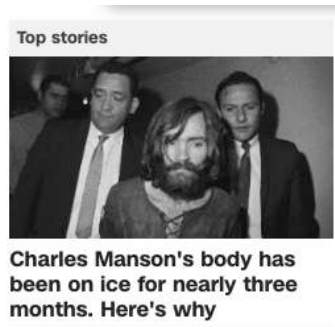 Top stories
Charles Manson's body has
been on ice for nearly three
months. Here's why